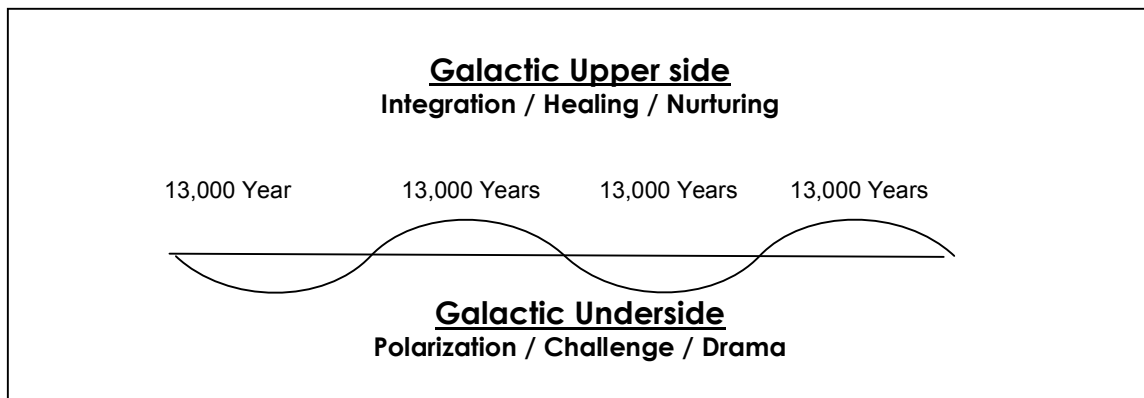 Galactic Upper side
Integration / Healing / Nurturing
13,000 Year 13,000 Years 13,000 Years 13,000 Years
Galactic Underside
Polarization / Challenge / Drama